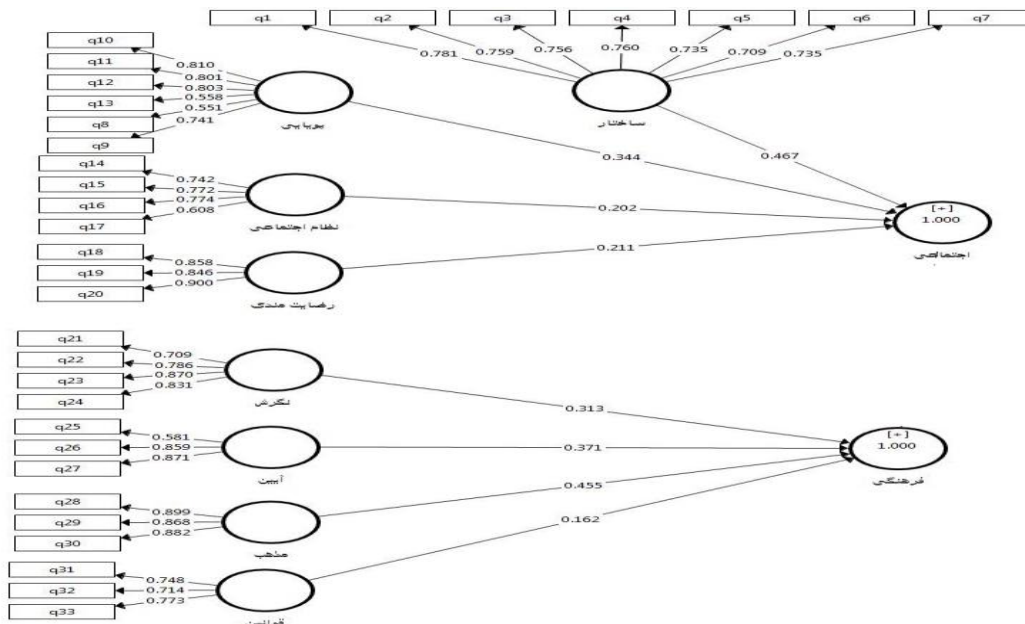 q1 q2 q3 q4 q5 q6 q7
0.781 0.759 0.756 0.760 0.735 0.709 0.735
ساختار
q10
q11
q12
q13
q8
q9
0.810
0.801
0.803
0.558
0.551
0.741
پویایی
0.344
0.467
q14
q15
q16
q17
0.742
0.772
0.774
0.608
نظام اجتماعی
0.202
[+]
1.000
اجتماعی
q18
q19
q20
0.858
0.846
0.900
رضایت مندی
0.211
q21
q22
q23
q24
0.709
0.786
0.870
0.831
نگرش
0.313
q25
q26
q27
0.581
0.859
0.871
آیین
0.371
[+]
1.000
فرهنگی
q28
q29
q30
0.899
0.868
0.882
مذهب
0.455
q31
q32
q33
0.748
0.714
0.773
قوانین
0.162